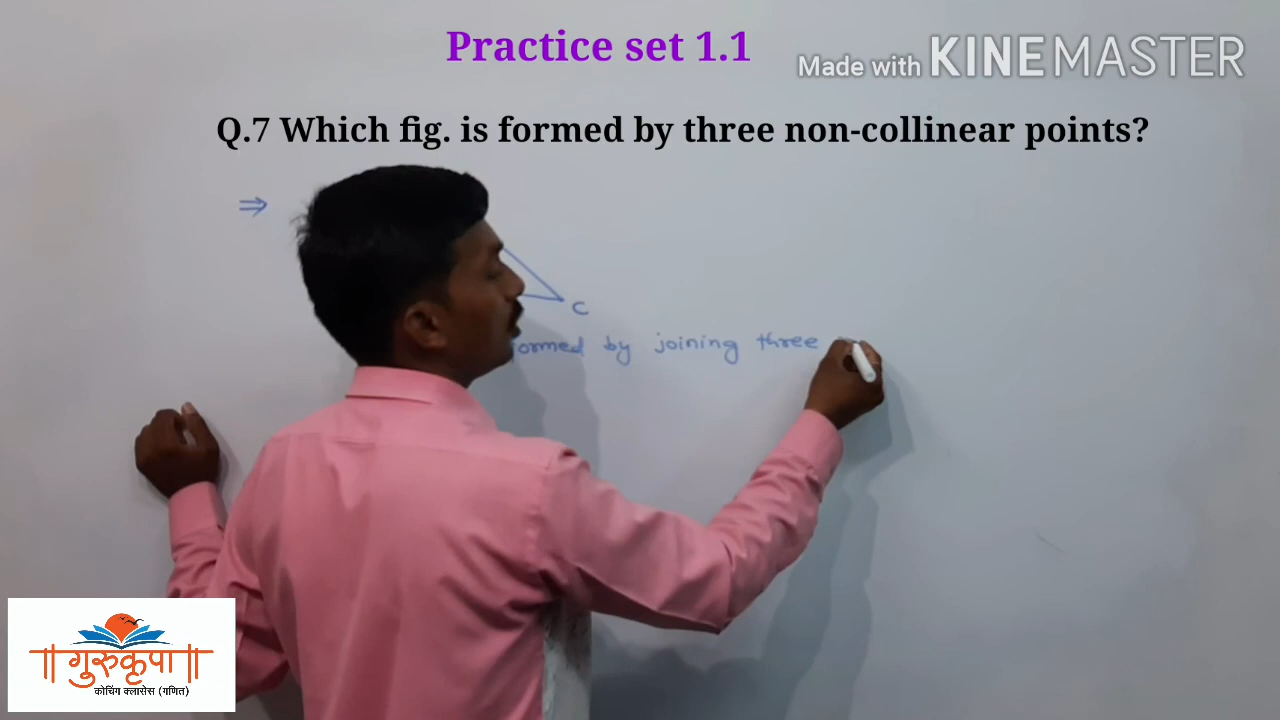 Practice set 1.1
Made with KINEMASTER
Q.7 Which fig. is formed by three non-collinear points?
⇒
C
formed by joining three
|| गुरुकृपा ||
कोचिंग क्लासेस (गणित)